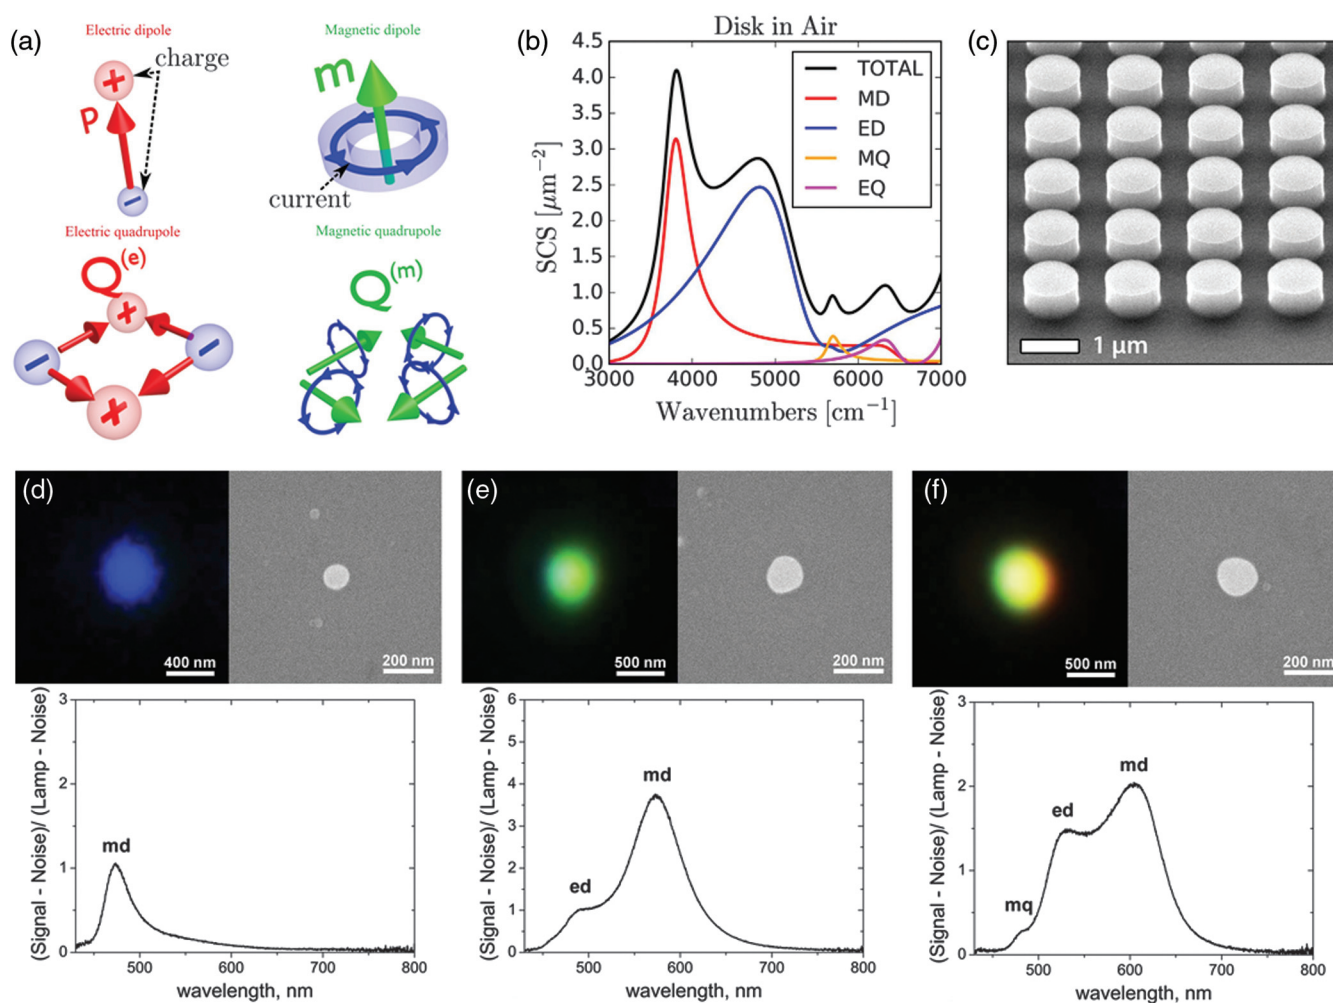 (a)
Electric dipole
Magnetic dipole
charge
+
P
−
m
current
Electric quadrupole
Magnetic quadrupole
Q(e)
+
−
−
+
Q(m)
(b)
Disk in Air
4.5
4.0
3.5
3.0
2.5
2.0
1.5
1.0
0.5
0.0
SCS [μm⁻²]
TOTAL
MD
ED
MQ
EQ
3000 4000 5000 6000 7000
Wavenumbers [cm⁻¹]
(c)
1 μm
(d)
400 nm
200 nm
(e)
500 nm
200 nm
(f)
500 nm
200 nm
(Signal - Noise)/ (Lamp - Noise)
3
2
1
0
md
500 600 700 800
wavelength, nm
(Signal - Noise)/ (Lamp - Noise)
6
5
4
3
2
1
0
ed
md
500 600 700 800
wavelength, nm
(Signal - Noise)/ (Lamp - Noise)
3
2
1
0
mq
ed
md
500 600 700 800
wavelength, nm